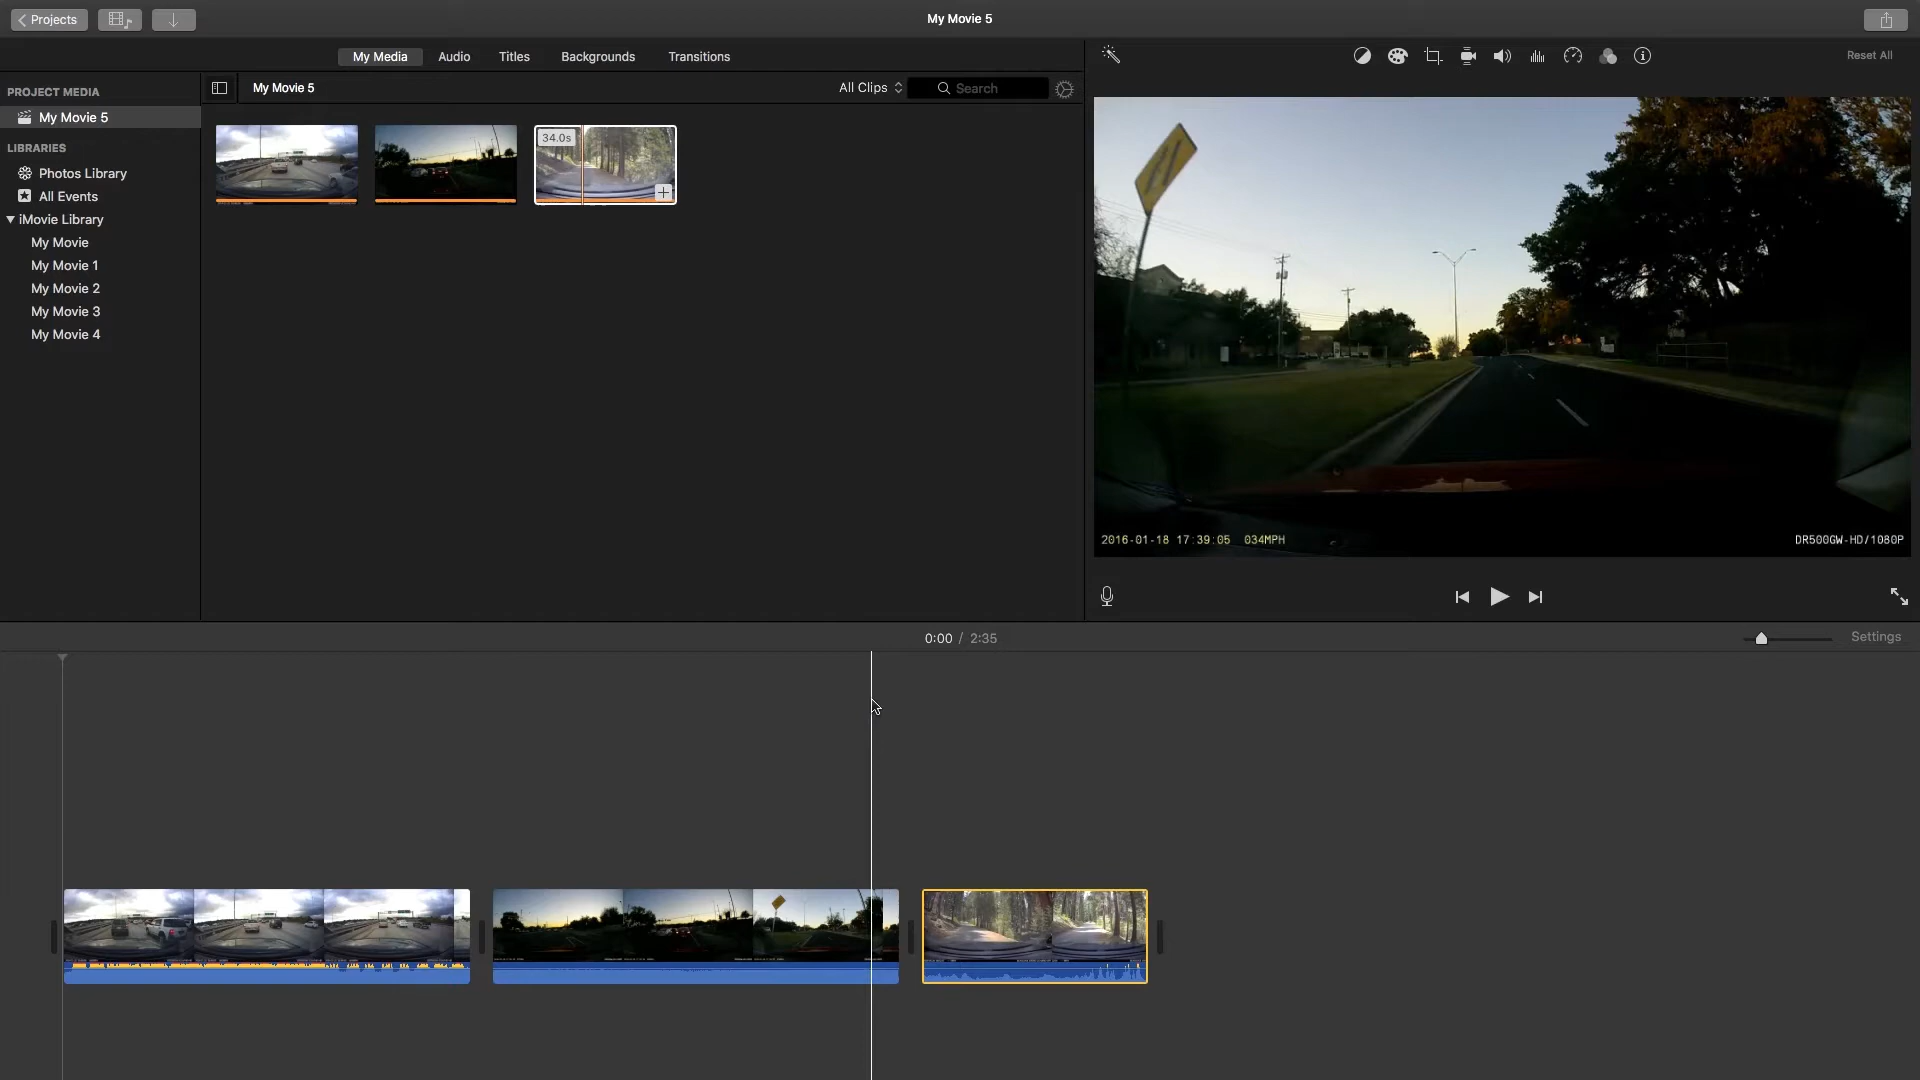 Projects
My Movie 5
My Media
Audio
Titles
Backgrounds
Transitions
Reset All
PROJECT MEDIA
My Movie 5
All Clips
Search
My Movie 5
LIBRARIES
Photos Library
All Events
iMovie Library
My Movie
My Movie 1
My Movie 2
My Movie 3
My Movie 4
34.0s
2016-01-18 17:39:05 034MPH
DR500GW-HD/1080P
0:00 / 2:35
Settings